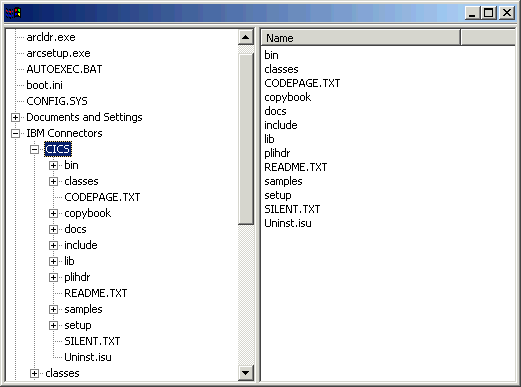 arcldr.exe
arcsetup.exe
AUTOEXEC.BAT
boot.ini
CONFIG.SYS
Documents and Settings
IBM Connectors
CICS
bin
classes
CODEPAGE.TXT
copybook
docs
include
lib
plihdr
README.TXT
samples
setup
SILENT.TXT
Uninst.isu
classes
Name
bin
classes
CODEPAGE.TXT
copybook
docs
include
lib
plihdr
README.TXT
samples
setup
SILENT.TXT
Uninst.isu